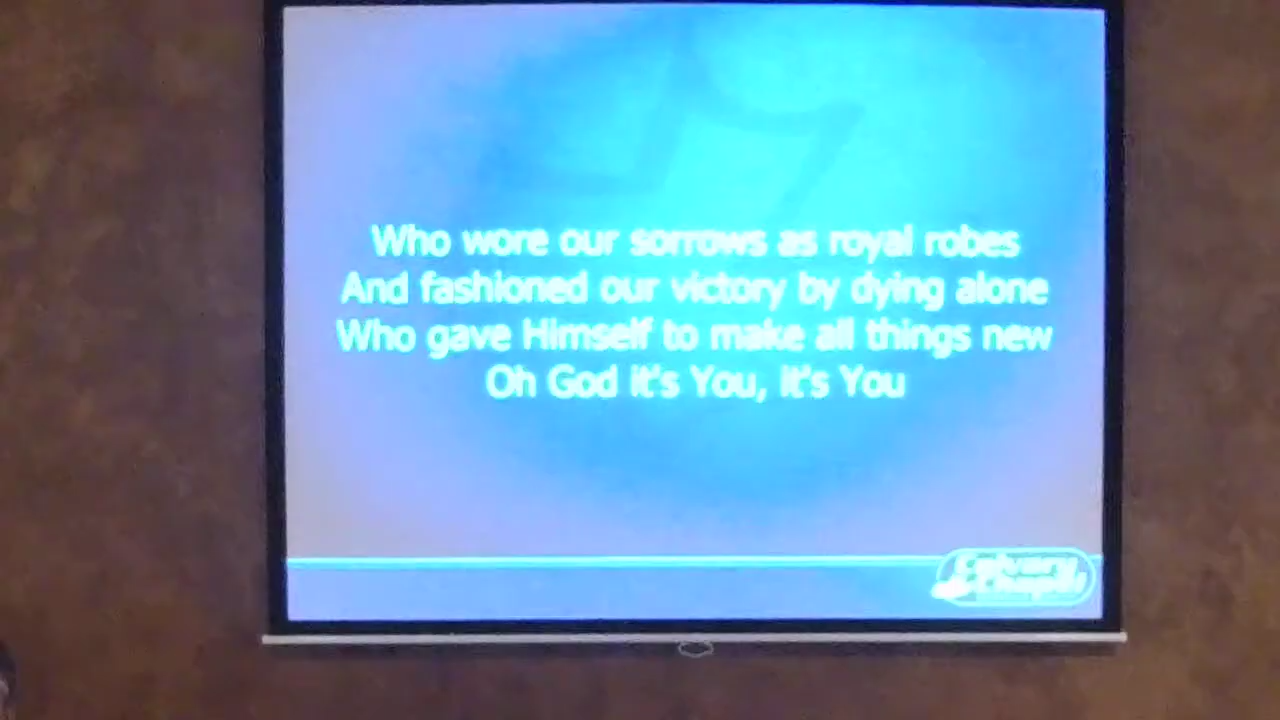 Who wore our sorrows as royal robes
And fashioned our victory by dying alone
Who gave Himself to make all things new
Oh God it's You, it's You
Calvary
Chapel